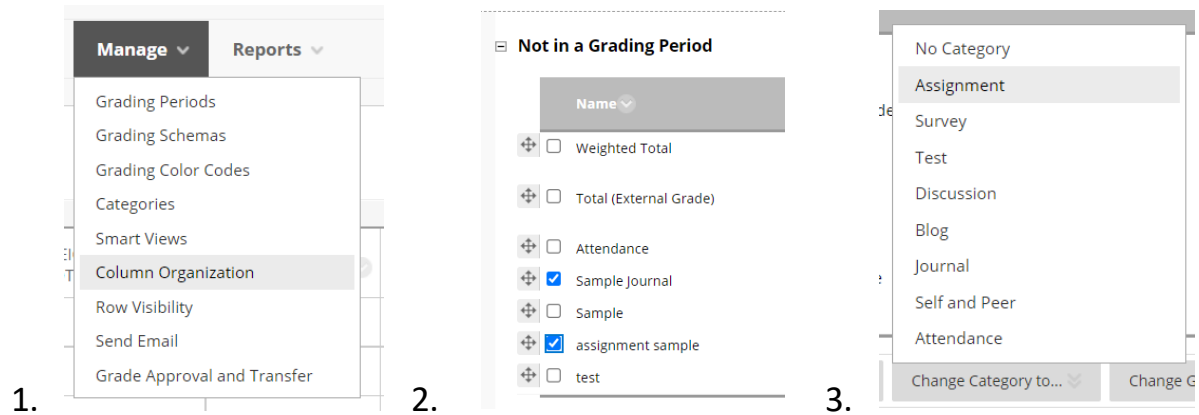 Manage Reports
Grading Periods
Grading Schemas
Grading Color Codes
Categories
Smart Views
Column Organization
Row Visibility
Send Email
Grade Approval and Transfer
1.
Not in a Grading Period
Name
Weighted Total
Total (External Grade)
Attendance
Sample Journal
Sample
assignment sample
test
2.
No Category
Assignment
Survey
Test
Discussion
Blog
Journal
Self and Peer
Attendance
Change Category to... Change G
3.